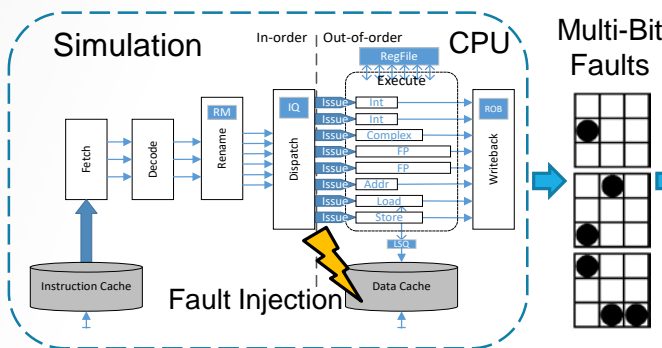 Simulation
In-order
Out-of-order
CPU
Multi-Bit
Faults
RegFile
Execute
Fetch
Decode
RM
Rename
IQ
Dispatch
Issue
Int
Issue
Int
Issue
Complex
Issue
FP
Issue
FP
Issue
Addr
Issue
Load
Issue
Store
ROB
Writeback
LSQ
Instruction Cache
Fault Injection
Data Cache